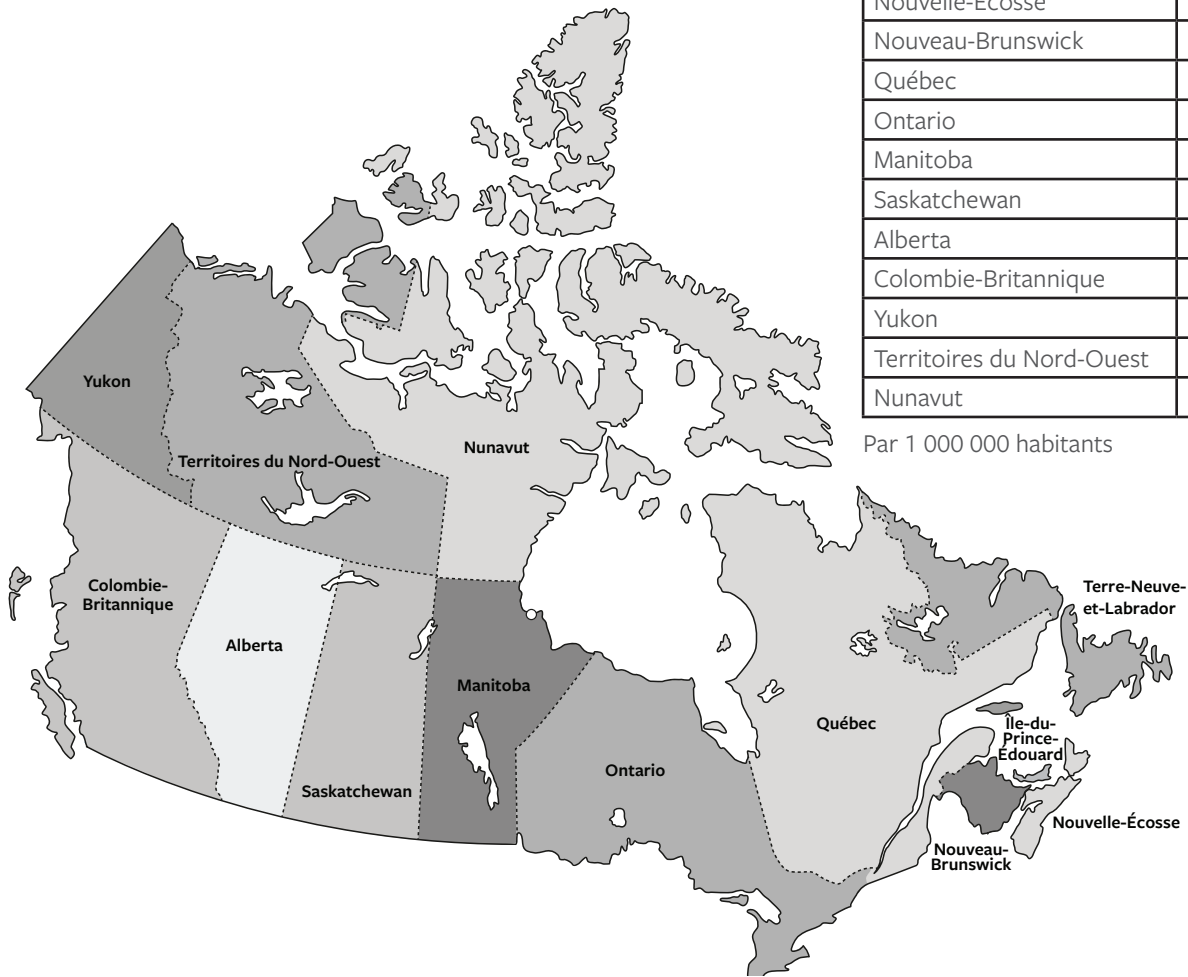 Nouvelle-Écosse
Nouveau-Brunswick
Québec
Ontario
Manitoba
Saskatchewan
Alberta
Colombie-Britannique
Yukon
Territoires du Nord-Ouest
Nunavut
Par 1 000 000 habitants
Yukon
Territoires du Nord-Ouest
Nunavut
Colombie-
Britannique
Alberta
Manitoba
Saskatchewan
Ontario
Québec
Terre-Neuve-
et-Labrador
Île-du-
Prince-
Édouard
Nouvelle-Écosse
Nouveau-
Brunswick